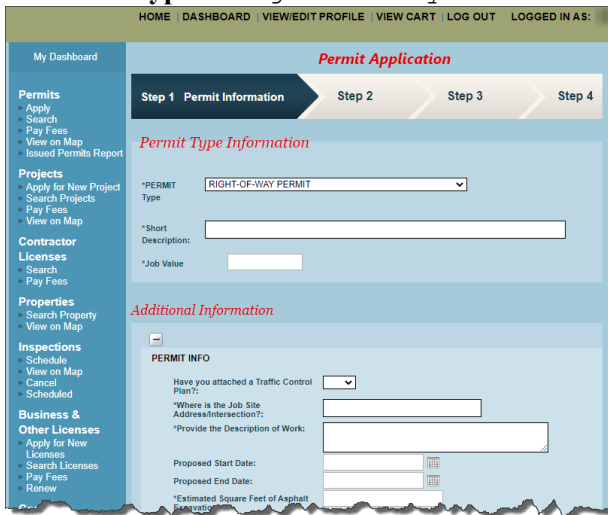 HOME | DASHBOARD | VIEW/EDIT PROFILE | VIEW CART | LOG OUT LOGGED IN AS:
My Dashboard
Permits
Apply
Search
Pay Fees
View on Map
Issued Permits Report
Projects
Apply for New Project
Search Projects
Pay Fees
View on Map
Contractor
Licenses
Search
Pay Fees
Properties
Search Property
View on Map
Inspections
Schedule
View on Map
Cancel
Scheduled
Business &
Other Licenses
Apply for New
Licenses
Search Licenses
Pay Fees
Renew
Permit Application
Step 1 Permit Information Step 2 Step 3 Step 4
Permit Type Information
*PERMIT
Type
RIGHT-OF-WAY PERMIT
*Short
Description:
*Job Value
Additional Information
PERMIT INFO
Have you attached a Traffic Control
Plan?:
*Where is the Job Site
Address/Intersection?:
*Provide the Description of Work:
Proposed Start Date:
Proposed End Date:
*Estimated Square Feet of Asphalt
Excavation